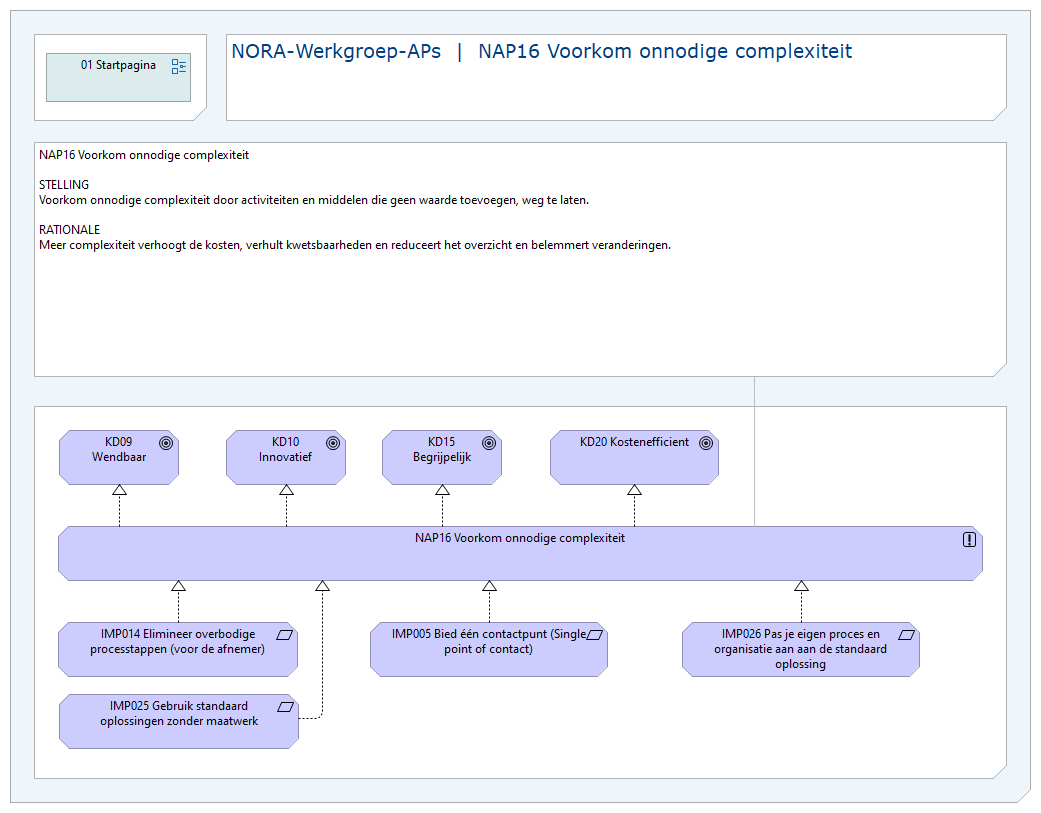 01 Startpagina
NORA-Werkgroep-APs | NAP16 Voorkom onnodige complexiteit
NAP16 Voorkom onnodige complexiteit
STELLING
Voorkom onnodige complexiteit door activiteiten en middelen die geen waarde toevoegen, weg te laten.
RATIONALE
Meer complexiteit verhoogt de kosten, verhult kwetsbaarheden en reduceert het overzicht en belemmert veranderingen.
KD09
Wendbaar
KD10
Innovatief
KD15
Begrijpelijk
KD20 Kostenefficient
NAP16 Voorkom onnodige complexiteit
IMP014 Elimineer overbodige
processtappen (voor de afnemer)
IMP005 Bied één contactpunt (Single
point of contact)
IMP026 Pas je eigen proces en
organisatie aan aan de standaard
oplossing
IMP025 Gebruik standaard
oplossingen zonder maatwerk